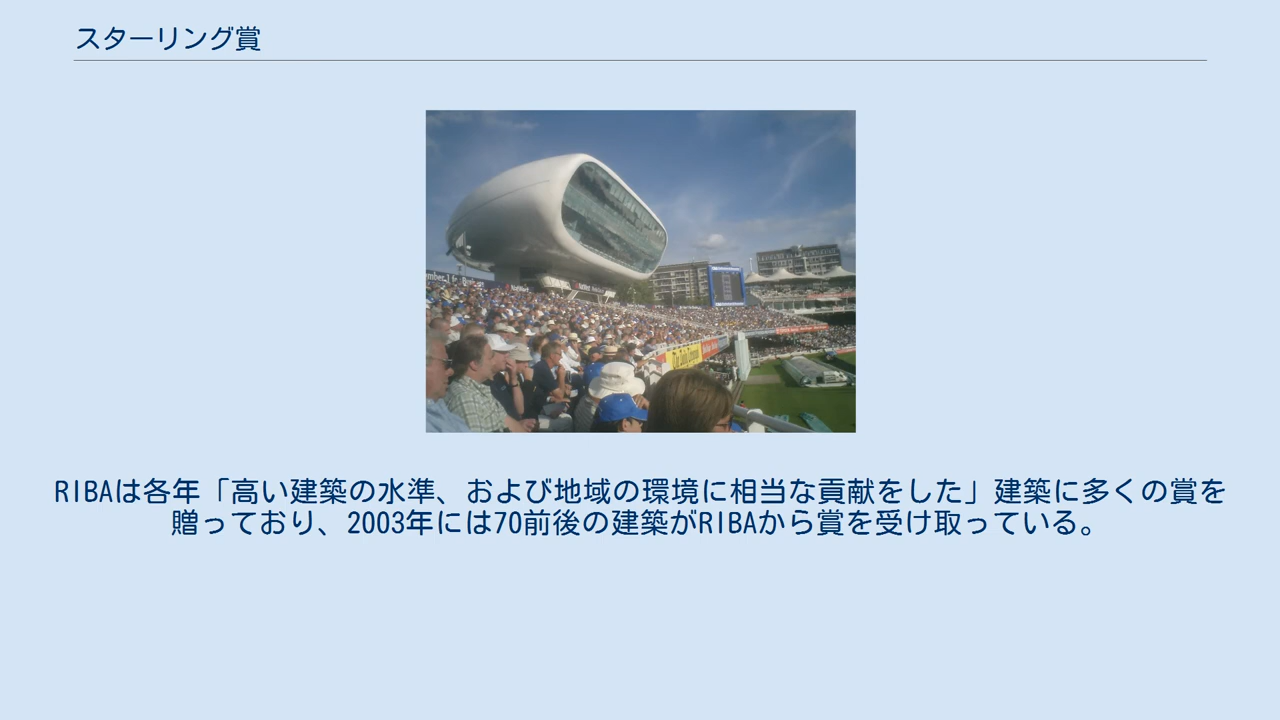 スターリング賞
RIBAは各年「高い建築の水準、および地域の環境に相当な貢献をした」建築に多くの賞を
贈っており、2003年には70前後の建築がRIBAから賞を受け取っている。